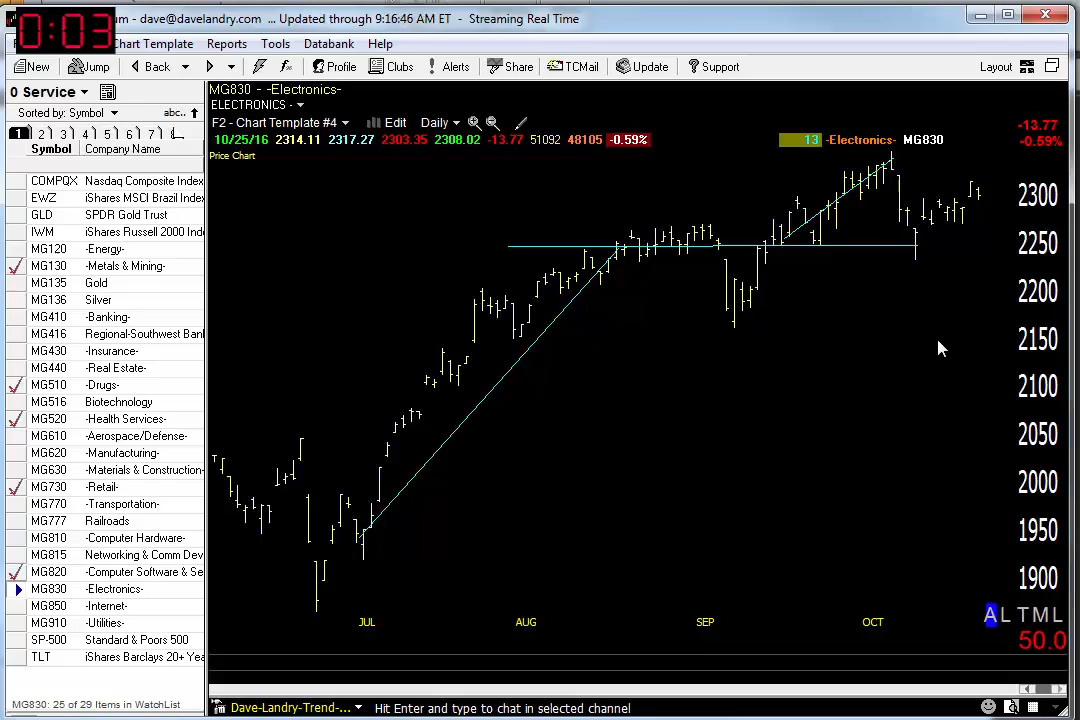 0:03
um - dave@davelandry.com ... Updated through 9:16:46 AM ET - Streaming Real Time
Chart Template Reports Tools Databank Help
New Jump Back Profile Clubs Alerts Share TCMail Update Support Layout
0 Service
Sorted by: Symbol abc..
1 2 3 4 5 6 7
Symbol Company Name
COMPQX Nasdaq Composite Index
EWZ iShares MSCI Brazil Index
GLD SPDR Gold Trust
IWM iShares Russell 2000 Inde
MG120 -Energy-
MG130 -Metals & Mining-
MG135 Gold
MG136 Silver
MG410 -Banking-
MG416 Regional-Southwest Ban
MG430 -Insurance-
MG440 -Real Estate-
MG510 -Drugs-
MG516 Biotechnology
MG520 -Health Services-
MG610 -Aerospace/Defense-
MG620 -Manufacturing-
MG630 -Materials & Construction-
MG730 -Retail-
MG770 -Transportation-
MG777 Railroads
MG810 -Computer Hardware-
MG815 Networking & Comm Dev
MG820 -Computer Software & Se
MG830 -Electronics-
MG850 -Internet-
MG910 -Utilities-
SP-500 Standard & Poors 500
TLT iShares Barclays 20+ Yea
MG830: 25 of 29 Items in WatchList
MG830 - -Electronics-
ELECTRONICS -
F2 - Chart Template #4 Edit Daily
10/25/16 2314.11 2317.27 2303.35 2308.02 -13.77 51092 48105 -0.59%
13 -Electronics- MG830
-13.77
-0.59%
Price Chart
2300
2250
2200
2150
2100
2050
2000
1950
1900
JUL AUG SEP OCT
A L T M L
50.0
Dave-Landry-Trend-... Hit Enter and type to chat in selected channel